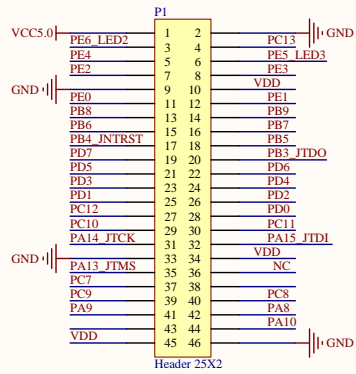 P1
VCC5.0 1 2 GND
PE6_LED2 3 4 PC13
PE4 5 6 PE5_LED3
PE2 7 8 PE3
GND 9 10 VDD
PE0 11 12 PE1
PB8 13 14 PB9
PB6 15 16 PB7
PB4_JNTRST 17 18 PB5
PD7 19 20 PB3_JTDO
PD5 21 22 PD6
PD3 23 24 PD4
PD1 25 26 PD2
PC12 27 28 PD0
PC10 29 30 PC11
PA14_JTCK 31 32 PA15_JTDI
GND 33 34 VDD
PA13_JTMS 35 36 NC
PC7 37 38
PC9 39 40 PC8
PA9 41 42 PA8
43 44 PA10
VDD 45 46 GND
Header 25X2